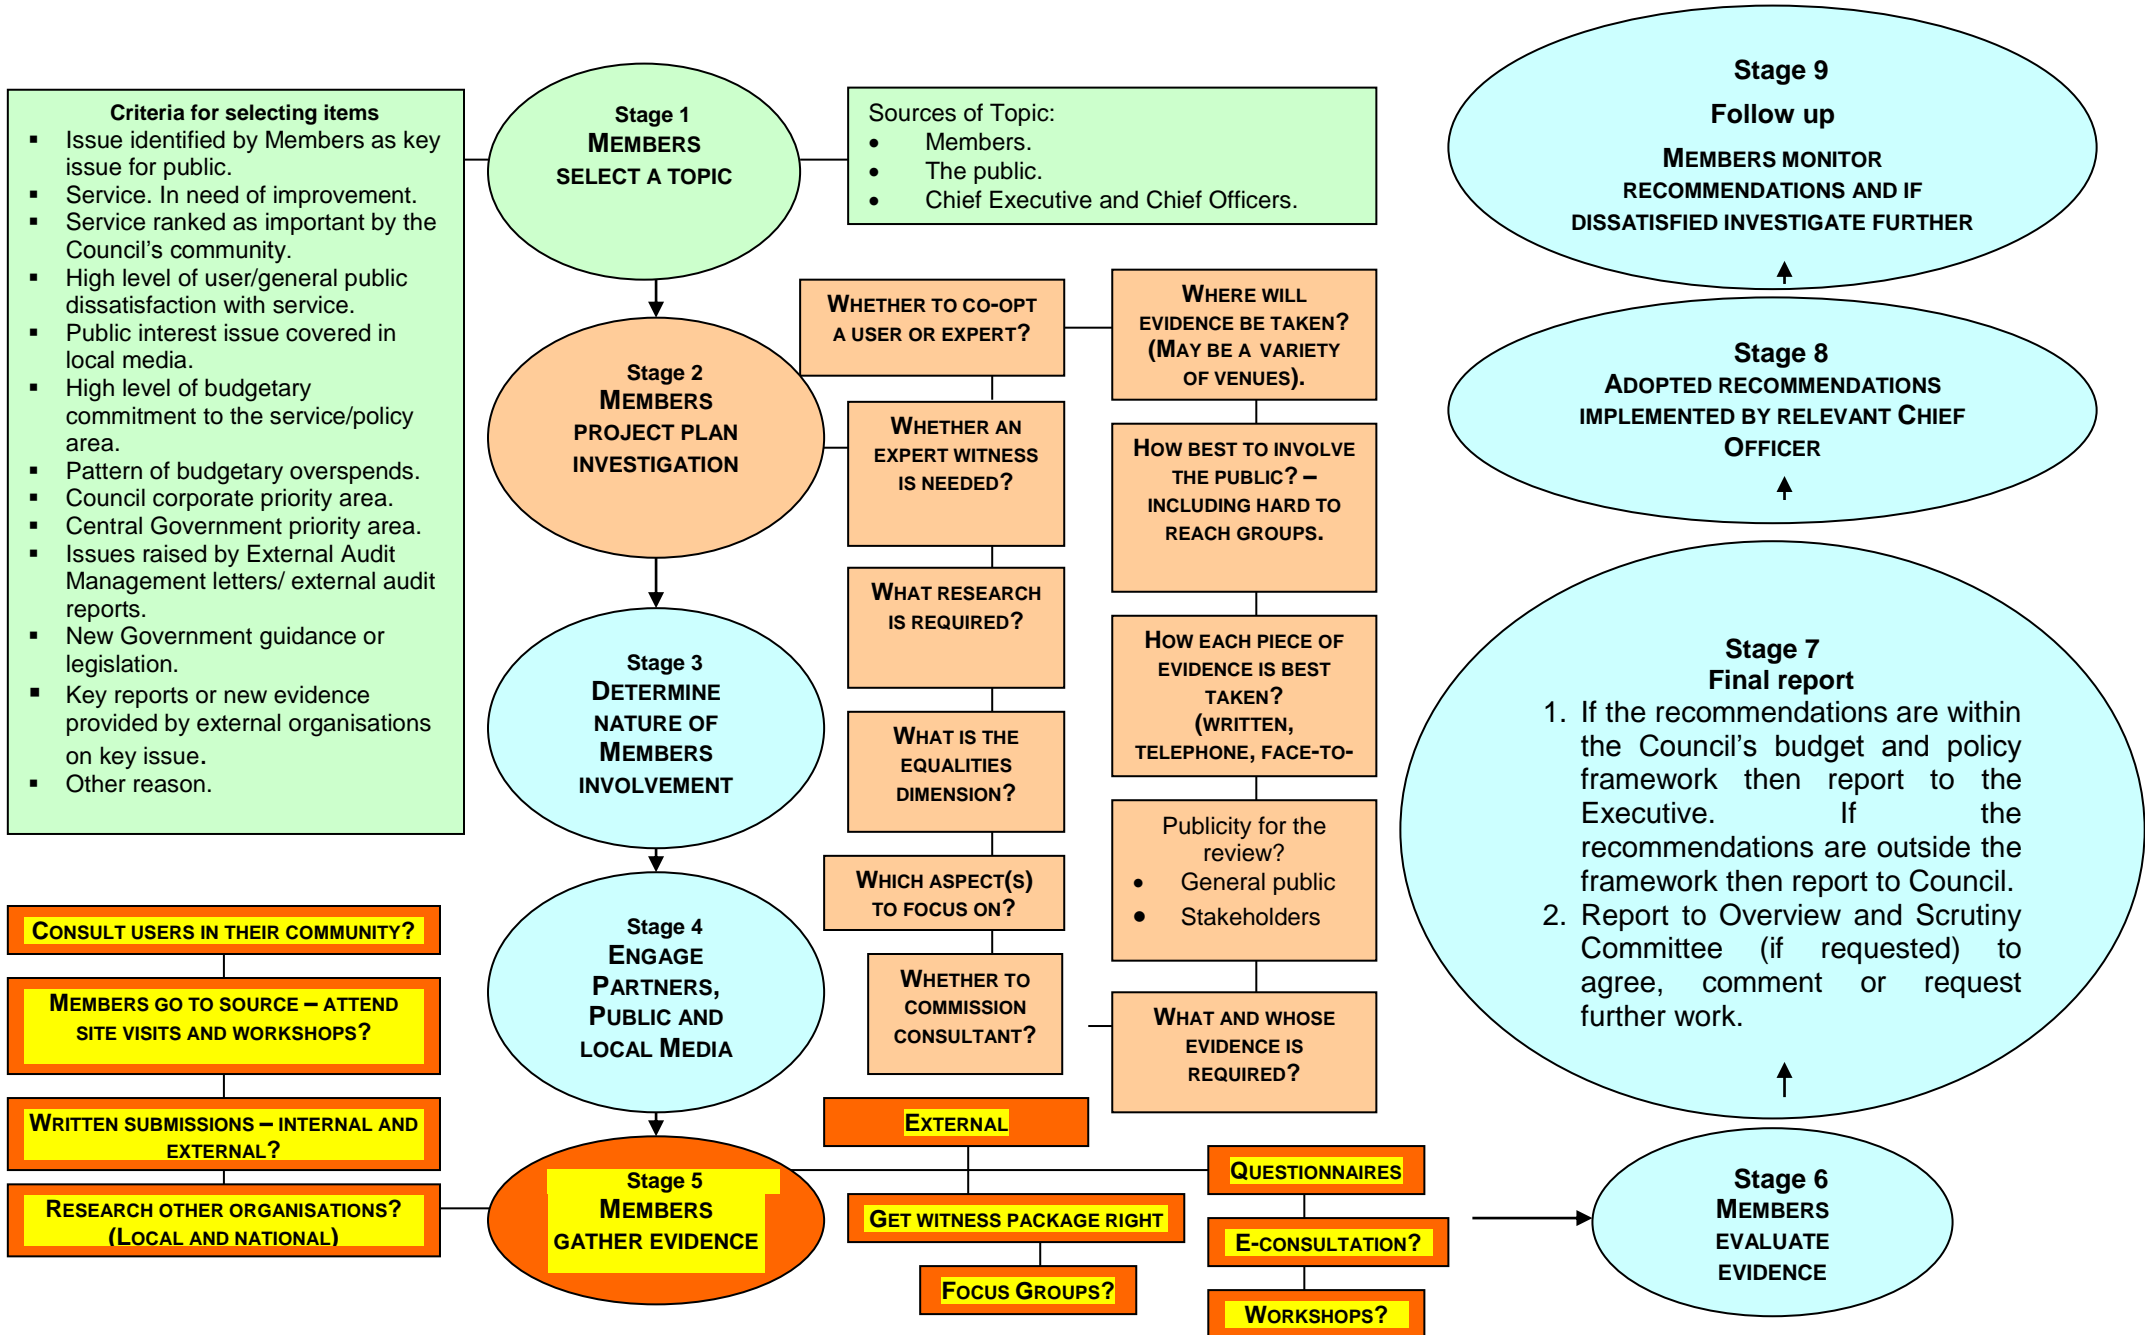 Criteria for selecting items
▪ Issue identified by Members as key
issue for public.
▪ Service. In need of improvement.
▪ Service ranked as important by the
Council's community.
▪ High level of user/general public
dissatisfaction with service.
▪ Public interest issue covered in
local media.
▪ High level of budgetary
commitment to the service/policy
area.
▪ Pattern of budgetary overspends.
▪ Council corporate priority area.
▪ Central Government priority area.
▪ Issues raised by External Audit
Management letters/ external audit
reports.
▪ New Government guidance or
legislation.
▪ Key reports or new evidence
provided by external organisations
on key issue.
▪ Other reason.
Stage 1
MEMBERS
SELECT A TOPIC
Sources of Topic:
• Members.
• The public.
• Chief Executive and Chief Officers.
Stage 2
MEMBERS
PROJECT PLAN
INVESTIGATION
WHETHER TO CO-OPT
A USER OR EXPERT?
WHETHER AN
EXPERT WITNESS
IS NEEDED?
WHAT RESEARCH
IS REQUIRED?
WHAT IS THE
EQUALITIES
DIMENSION?
WHICH ASPECT(S)
TO FOCUS ON?
WHETHER TO
COMMISSION
CONSULTANT?
WHERE WILL
EVIDENCE BE TAKEN?
(MAY BE A VARIETY
OF VENUES).
HOW BEST TO INVOLVE
THE PUBLIC? –
INCLUDING HARD TO
REACH GROUPS.
HOW EACH PIECE OF
EVIDENCE IS BEST
TAKEN?
(WRITTEN,
TELEPHONE, FACE-TO-
Publicity for the
review?
• General public
• Stakeholders
WHAT AND WHOSE
EVIDENCE IS
REQUIRED?
Stage 3
DETERMINE
NATURE OF
MEMBERS
INVOLVEMENT
Stage 4
ENGAGE
PARTNERS,
PUBLIC AND
LOCAL MEDIA
CONSULT USERS IN THEIR COMMUNITY?
MEMBERS GO TO SOURCE – ATTEND
SITE VISITS AND WORKSHOPS?
WRITTEN SUBMISSIONS – INTERNAL AND
EXTERNAL?
RESEARCH OTHER ORGANISATIONS?
(LOCAL AND NATIONAL)
Stage 5
MEMBERS
GATHER EVIDENCE
EXTERNAL
GET WITNESS PACKAGE RIGHT
FOCUS GROUPS?
QUESTIONNAIRES
E-CONSULTATION?
WORKSHOPS?
Stage 6
MEMBERS
EVALUATE
EVIDENCE
Stage 7
Final report
1. If the recommendations are within
the Council's budget and policy
framework then report to the
Executive. If the
recommendations are outside the
framework then report to Council.
2. Report to Overview and Scrutiny
Committee (if requested) to
agree, comment or request
further work.
Stage 8
ADOPTED RECOMMENDATIONS
IMPLEMENTED BY RELEVANT CHIEF
OFFICER
Stage 9
Follow up
MEMBERS MONITOR
RECOMMENDATIONS AND IF
DISSATISFIED INVESTIGATE FURTHER